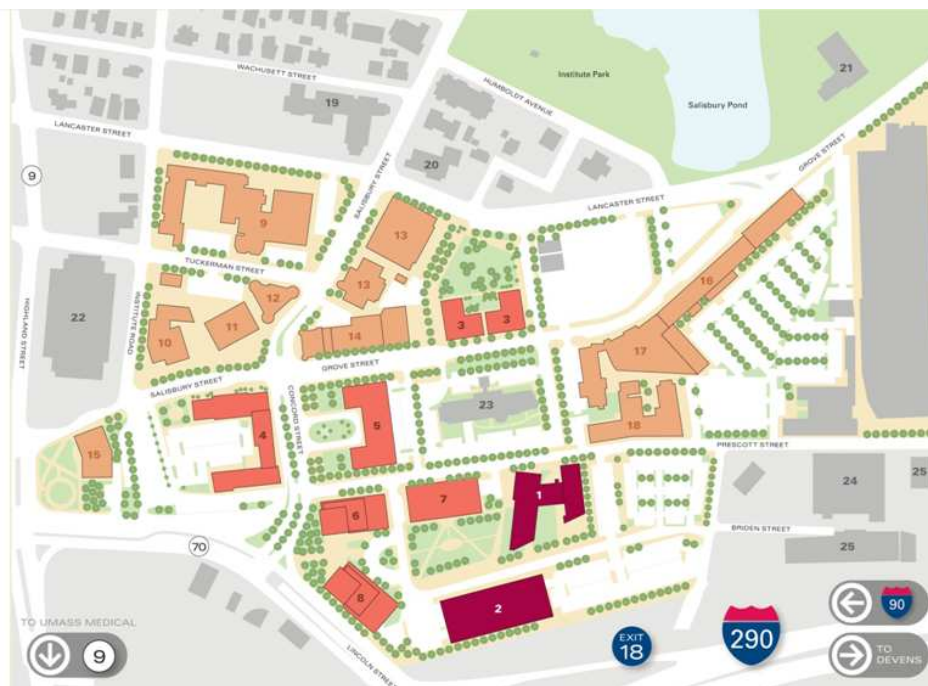 WACHUSETT STREET
19
HUMBOLDT AVENUE
Institute Park
Salisbury Pond
21
LANCASTER STREET
9
20
SALISBURY STREET
GROVE STREET
LANCASTER STREET
9
13
TUCKERMAN STREET
13
12
16
HIGHLAND STREET
22
INSTITUTE ROAD
10
11
14
3
3
17
GROVE STREET
SALISBURY STREET
CONCORD STREET
23
15
4
5
18
PRESCOTT STREET
1
7
6
24
25
BRIDEN STREET
25
70
8
2
LINCOLN STREET
TO UMASS MEDICAL
9
EXIT
18
290
90
TO
DEVENS